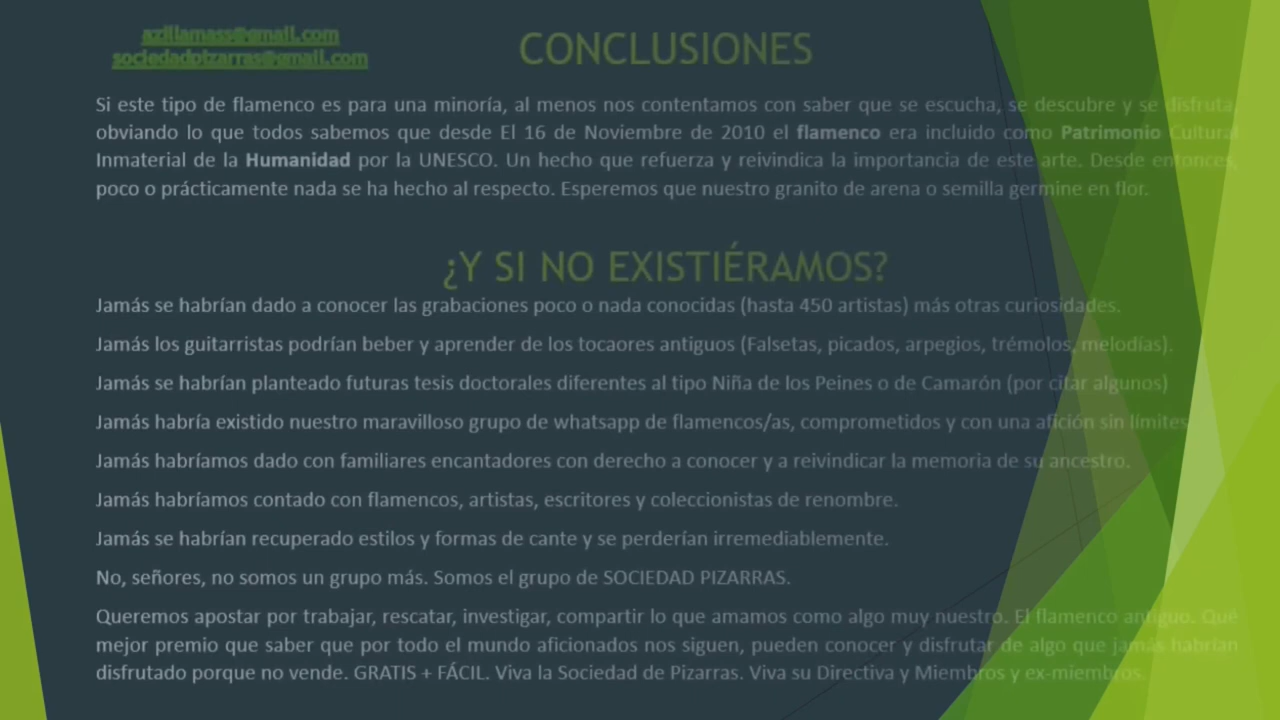 azillamass@gmail.com
sociedadpizarras@gmail.com
CONCLUSIONES
Si este tipo de flamenco es para una minoría, al menos nos contentamos con saber que se escucha, se descubre y se disfruta,
obviando lo que todos sabemos que desde El 16 de Noviembre de 2010 el flamenco era incluido como Patrimonio Cultural
Inmaterial de la Humanidad por la UNESCO. Un hecho que refuerza y reivindica la importancia de este arte. Desde entonces,
poco o prácticamente nada se ha hecho al respecto. Esperemos que nuestro granito de arena o semilla germine en flor.
¿Y SI NO EXISTIÉRAMOS?
Jamás se habrían dado a conocer las grabaciones poco o nada conocidas (hasta 450 artistas) más otras curiosidades.
Jamás los guitarristas podrían beber y aprender de los tocaores antiguos (Falsetas, picados, arpegios, trémolos, melodías).
Jamás se habrían planteado futuras tesis doctorales diferentes al tipo Niña de los Peines o de Camarón (por citar algunos)
Jamás habría existido nuestro maravilloso grupo de whatsapp de flamencos/as, comprometidos y con una afición sin límites
Jamás habríamos dado con familiares encantadores con derecho a conocer y a reivindicar la memoria de su ancestro.
Jamás habríamos contado con flamencos, artistas, escritores y coleccionistas de renombre.
Jamás se habrían recuperado estilos y formas de cante y se perderían irremediablemente.
No, señores, no somos un grupo más. Somos el grupo de SOCIEDAD PIZARRAS.
Queremos apostar por trabajar, rescatar, investigar, compartir lo que amamos como algo muy nuestro. El flamenco antiguo. Qué
mejor premio que saber que por todo el mundo aficionados nos siguen, pueden conocer y disfrutar de algo que jamás habrían
disfrutado porque no vende. GRATIS + FÁCIL. Viva la Sociedad de Pizarras. Viva su Directiva y Miembros y ex-miembros.